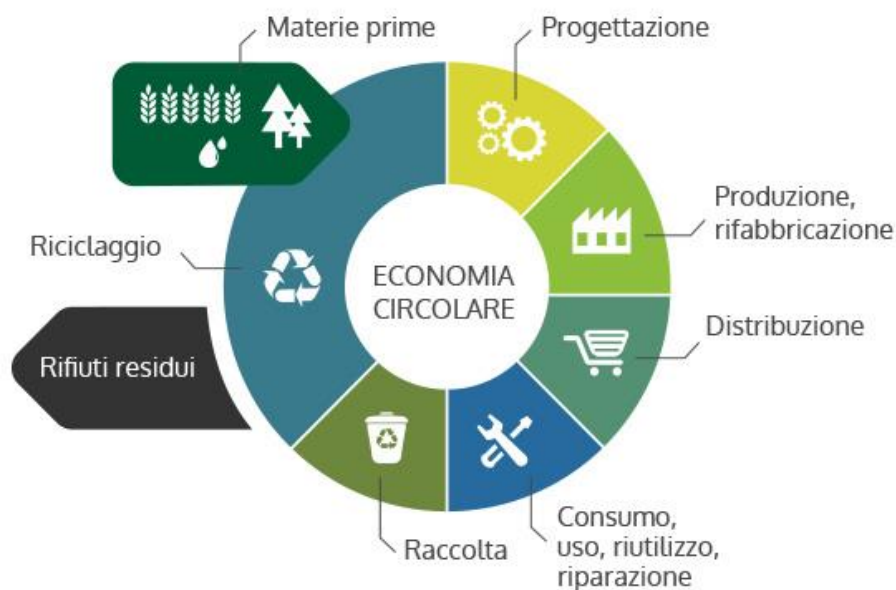 Materie prime
Progettazione
Produzione,
rifabbricazione
Riciclaggio
ECONOMIA
CIRCOLARE
Distribuzione
Rifiuti residui
Consumo,
uso, riutilizzo,
riparazione
Raccolta